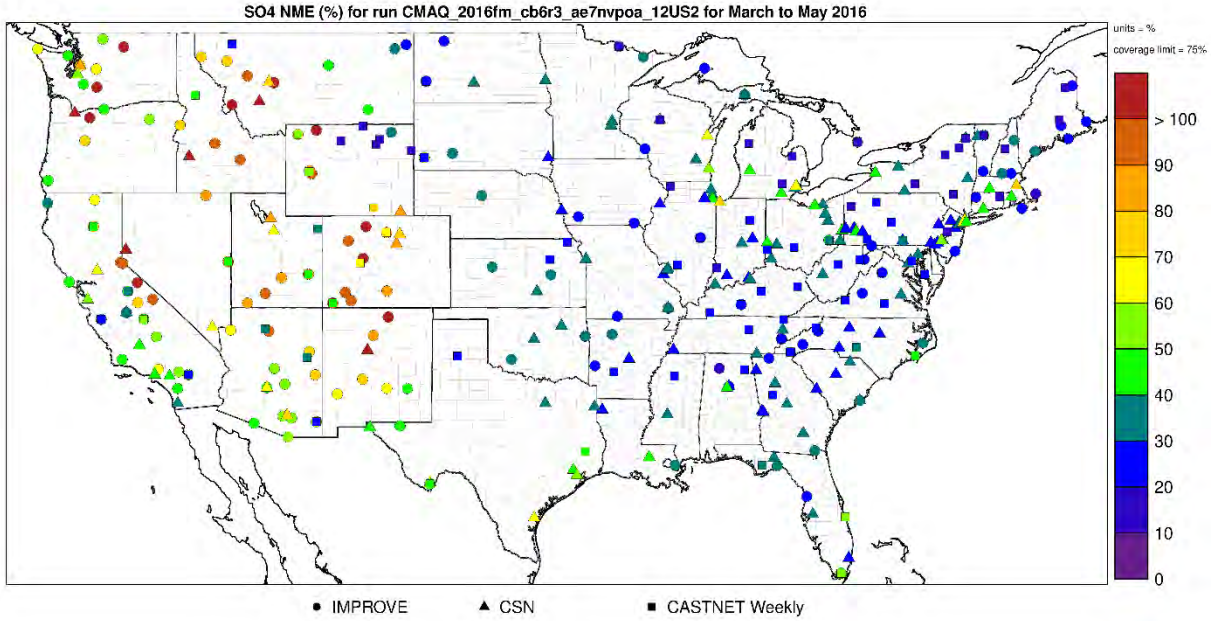 SO4 NME (%) for run CMAQ_2016fm_cb6r3_ae7nvpoa_12US2 for March to May 2016
units = %
coverage limit = 75%
> 100
90
80
70
60
50
40
30
20
10
0
IMPROVE
CSN
CASTNET Weekly